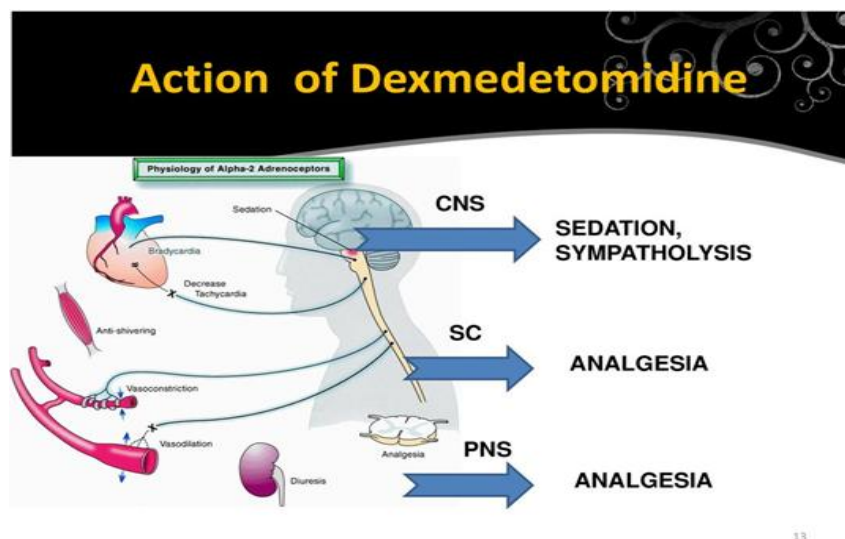 Action of Dexmedetomidine
Physiology of Alpha-2 Adrenoceptors
Sedation
CNS
SEDATION,
SYMPATHOLYSIS
Bradycardia
Decrease
Tachycardia
Anti-shivering
SC
ANALGESIA
Vasoconstriction
Vasodilation
Analgesia
PNS
Diuresis
ANALGESIA
13